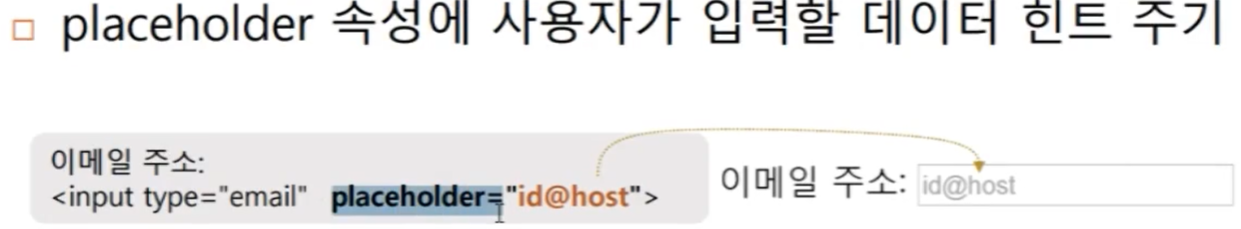 placeholder 속성에 사용자가 입력할 데이터 힌트 주기
이메일 주소:
<input type="email" placeholder="id@host">
이메일 주소: id@host